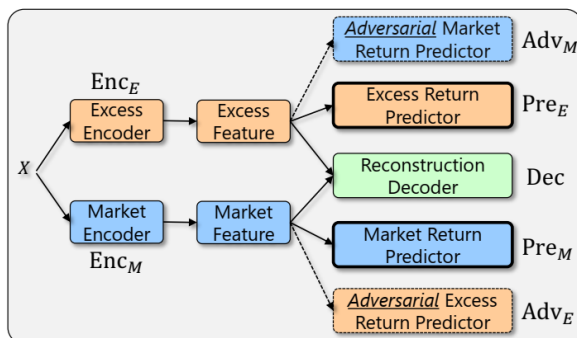 Adversarial Market
Return Predictor
Adv_M
Enc_E
Excess
Encoder
Excess
Feature
Excess Return
Predictor
Pre_E
X
Reconstruction
Decoder
Dec
Market
Encoder
Enc_M
Market
Feature
Market Return
Predictor
Pre_M
Adversarial Excess
Return Predictor
Adv_E